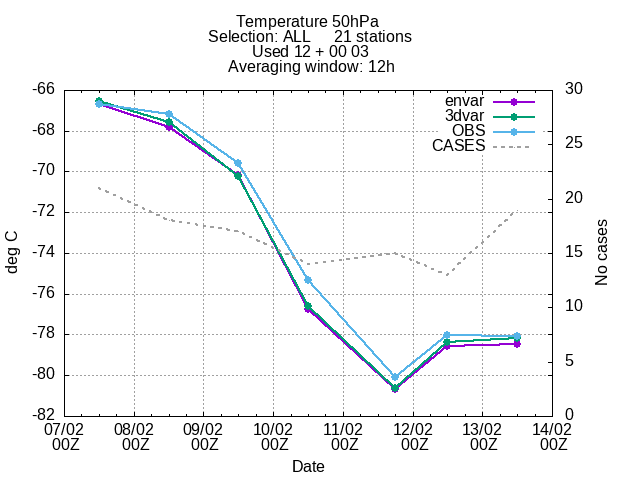 Temperature 50hPa
Selection: ALL 21 stations
Used 12 + 00 03
Averaging window: 12h
-66
-68
-70
-72
-74
-76
-78
-80
-82
deg C
30
25
20
15
10
5
0
No cases
envar
3dvar
OBS
CASES
07/02 08/02 09/02 10/02 11/02 12/02 13/02 14/02
00Z 00Z 00Z 00Z 00Z 00Z 00Z 00Z
Date